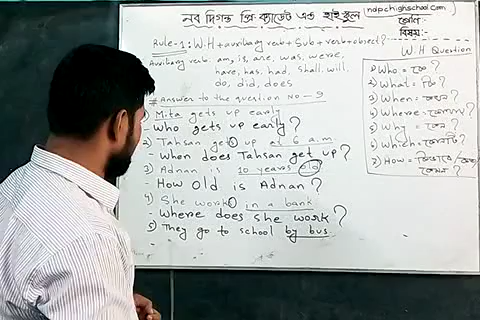 নব দিগন্ত প্রি-ক্যাডেট এন্ড হাই স্কুল
ndpchighschool.com
শ্রেণি:-
বিষয়:-
Rule-1: W.H+auxiliary verb + sub + verb+object?
Auxiliary verb: am, is, are, was, were,
have, has, had, shall, will,
do, did, does
# Answer to the question NO - 9
1) Mita gets up early
- Who gets up early?
2) Tahsan gets up at 6 a.m.
- When does Tahsan get up?
3) Adnan is 10 years old
- How old is Adnan?
4) She works in a bank
- Where does she work?
5) They go to school by bus.
-
W.H Question
1) Who = কে?
2) What = কি?
3) When = কখন?
4) Where = কোথায়?
5) Why = কেন?
6) Which = কোনটি?
7) How = কিভাবে/
কেমন?